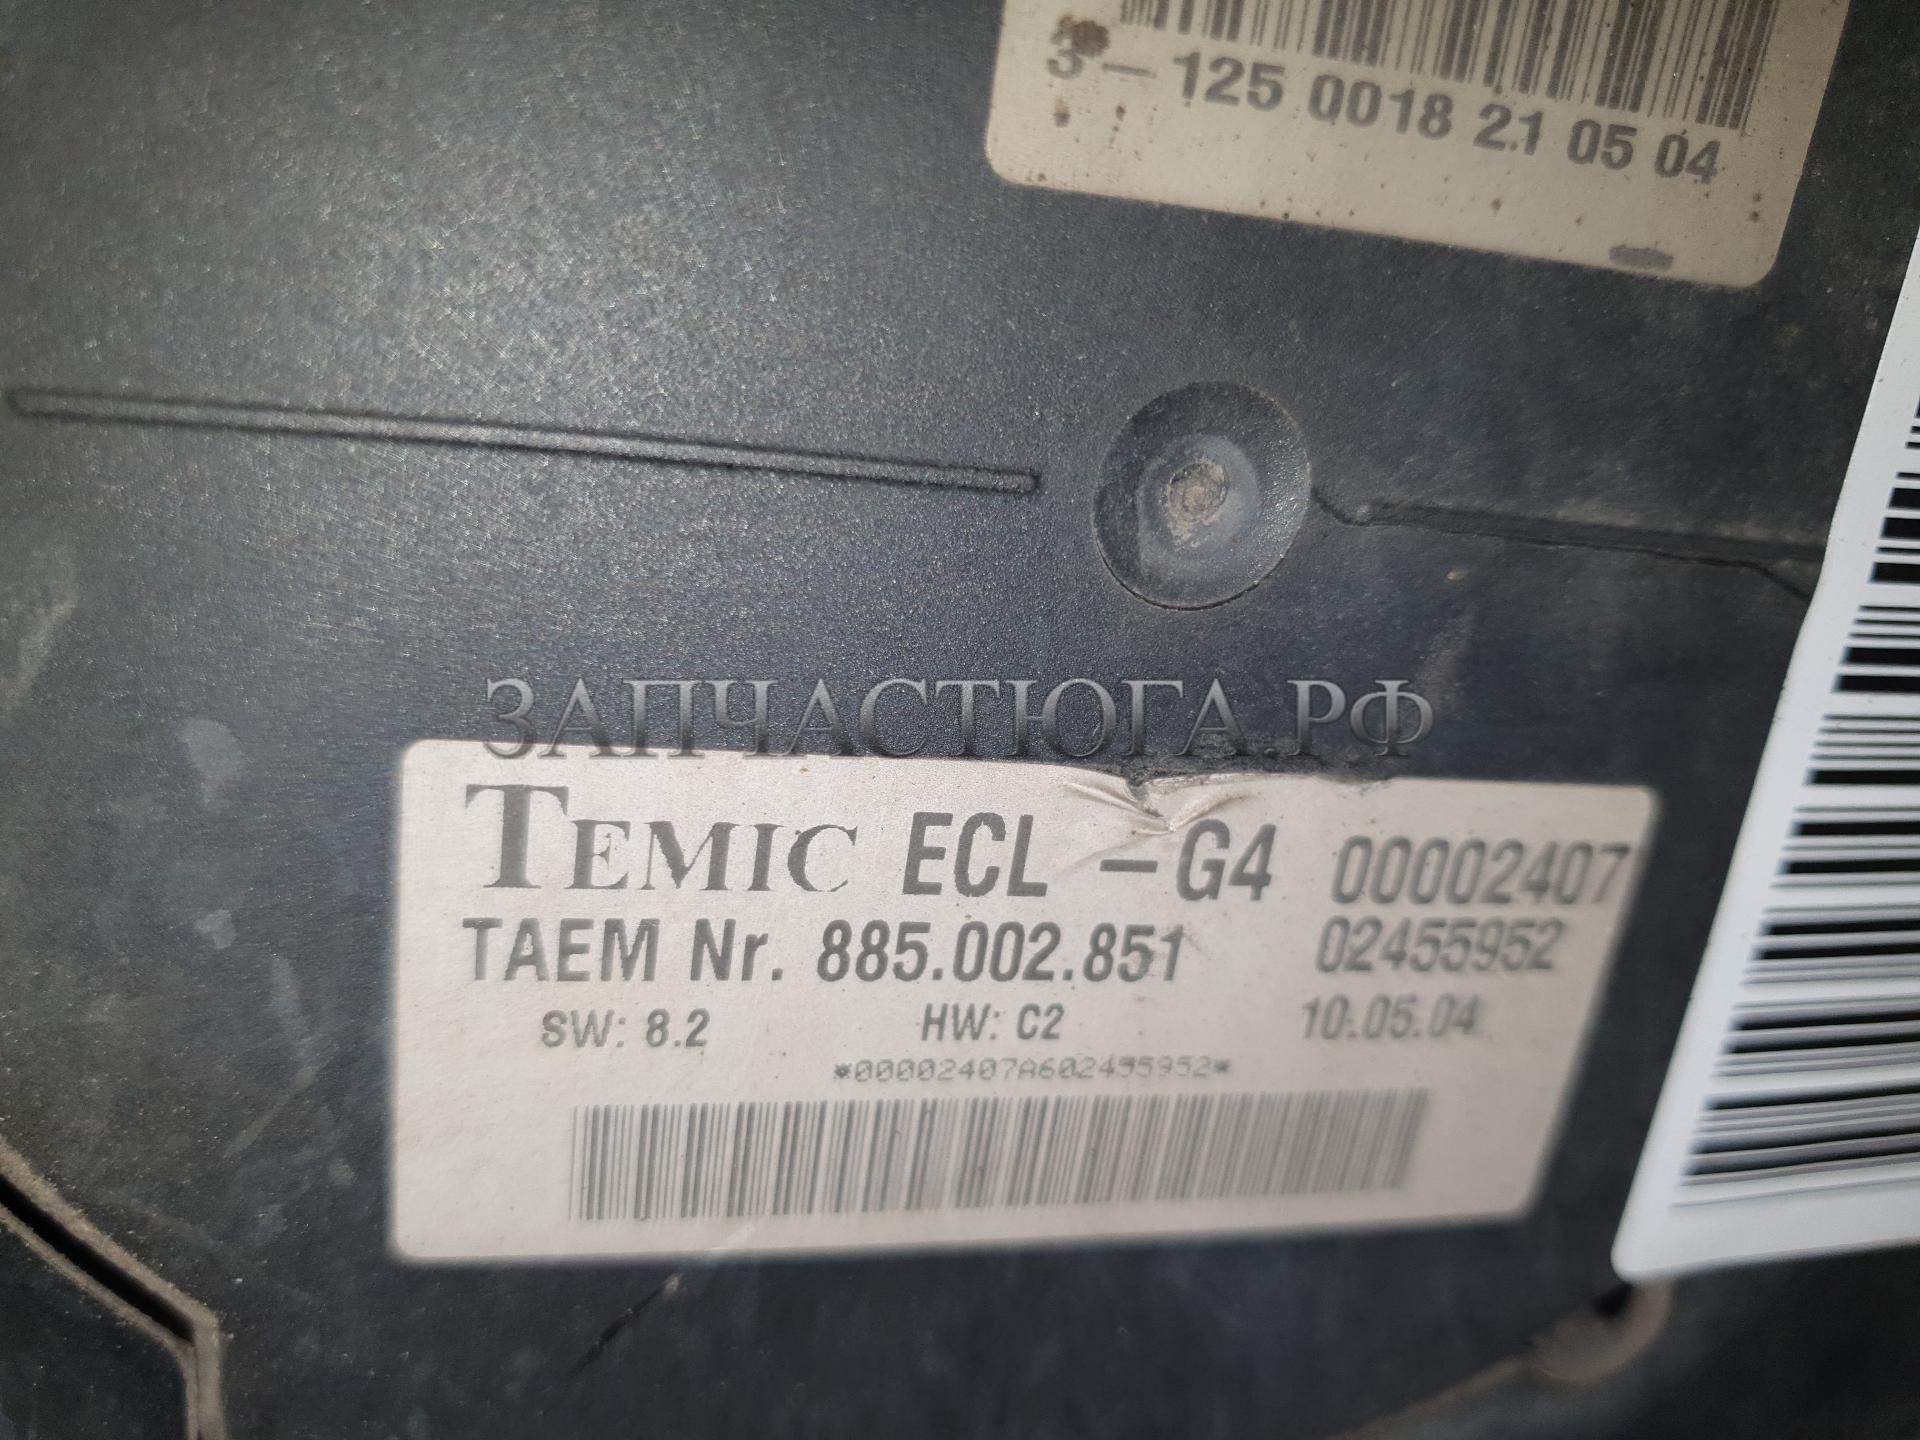 3-125 0018 21 05 04
ЗАПЧАСТЮГА.РФ
TEMIC ECL -G4 00002407
TAEM Nr. 885.002.851 02455952
SW: 8.2 HW: C2 10.05.04
*00002407A602455952*